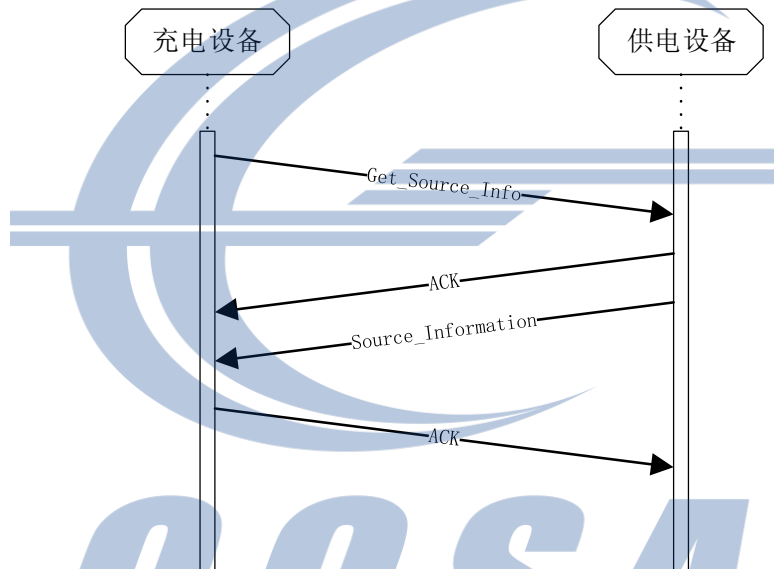 充电设备
供电设备
Get_Source_Info
ACK
Source_Information
ACK